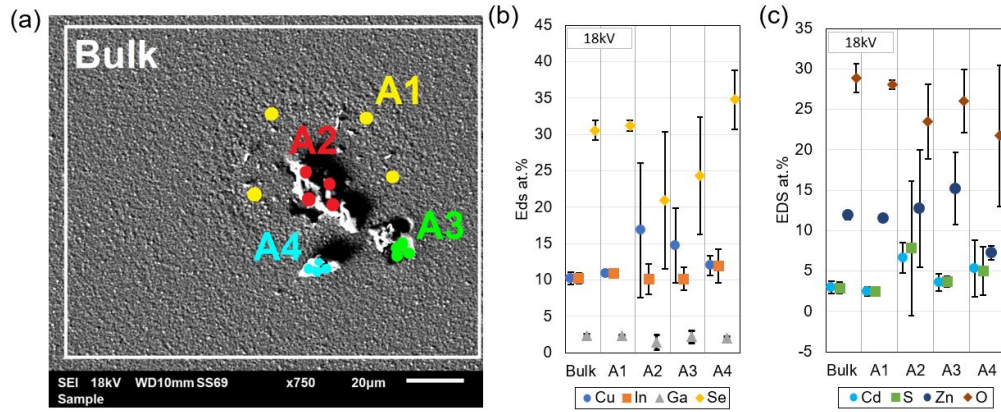 (a)
Bulk
A1
A2
A3
A4
SEI 18kV WD10mm SS69 x750 20µm
Sample
(b)
18kV
Eds at.%
45
40
35
30
25
20
15
10
5
0
Bulk A1 A2 A3 A4
Cu In Ga Se
(c)
18kV
EDS at.%
35
30
25
20
15
10
5
0
-5
Bulk A1 A2 A3 A4
Cd S Zn O